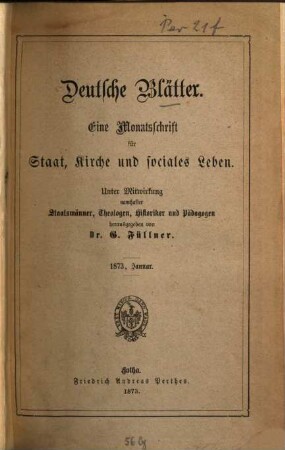 Per 21f
Deutsche Blätter.
Eine Monatsschrift
für
Staat, Kirche und sociales Leben.
Unter Mitwirkung
namhafter
Staatsmänner, Theologen, Historiker und Pädagogen
herausgegeben von
Dr. G. Füllner.
1873, Januar.
Gotha.
Friedrich Andreas Perthes.
1873.